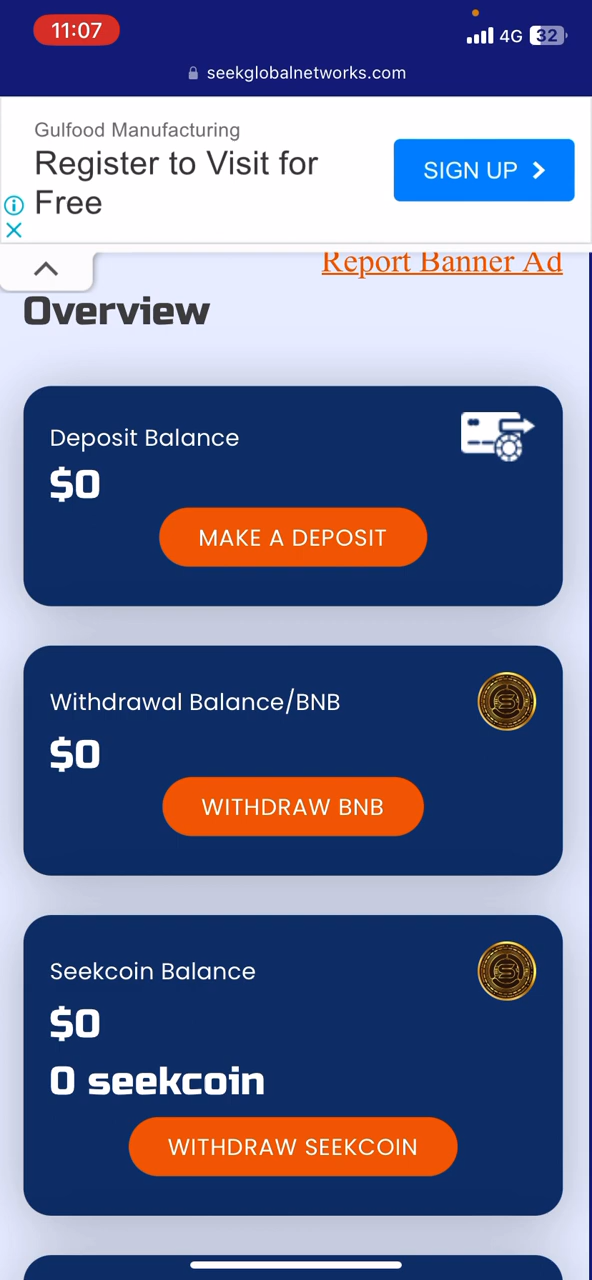 11:07
4G 32
seekglobalnetworks.com
Gulfood Manufacturing
Register to Visit for
Free
SIGN UP
Report Banner Ad
Overview
Deposit Balance
$0
MAKE A DEPOSIT
Withdrawal Balance/BNB
$0
WITHDRAW BNB
Seekcoin Balance
$0
0 seekcoin
WITHDRAW SEEKCOIN